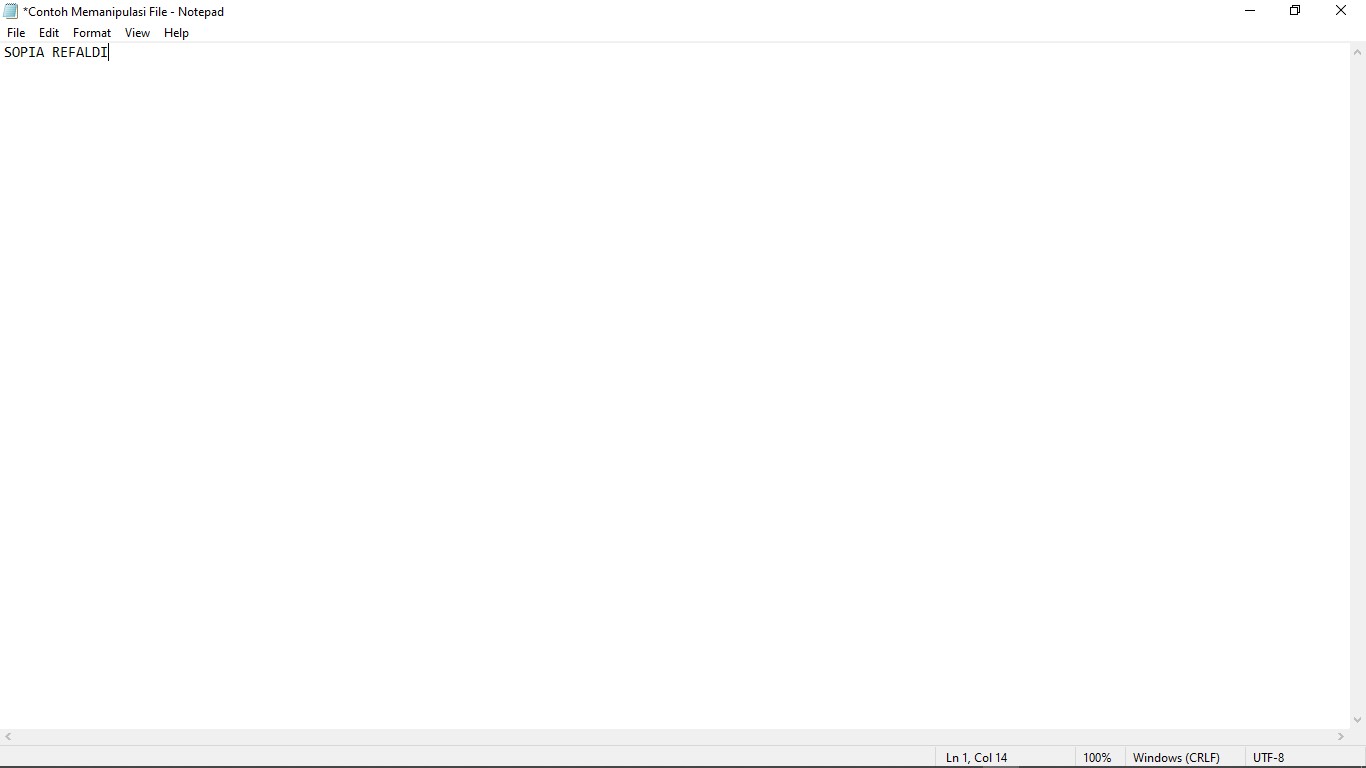 *Contoh Memanipulasi File - Notepad
File Edit Format View Help
SOPIA REFALDI
Ln 1, Col 14 100% Windows (CRLF) UTF-8